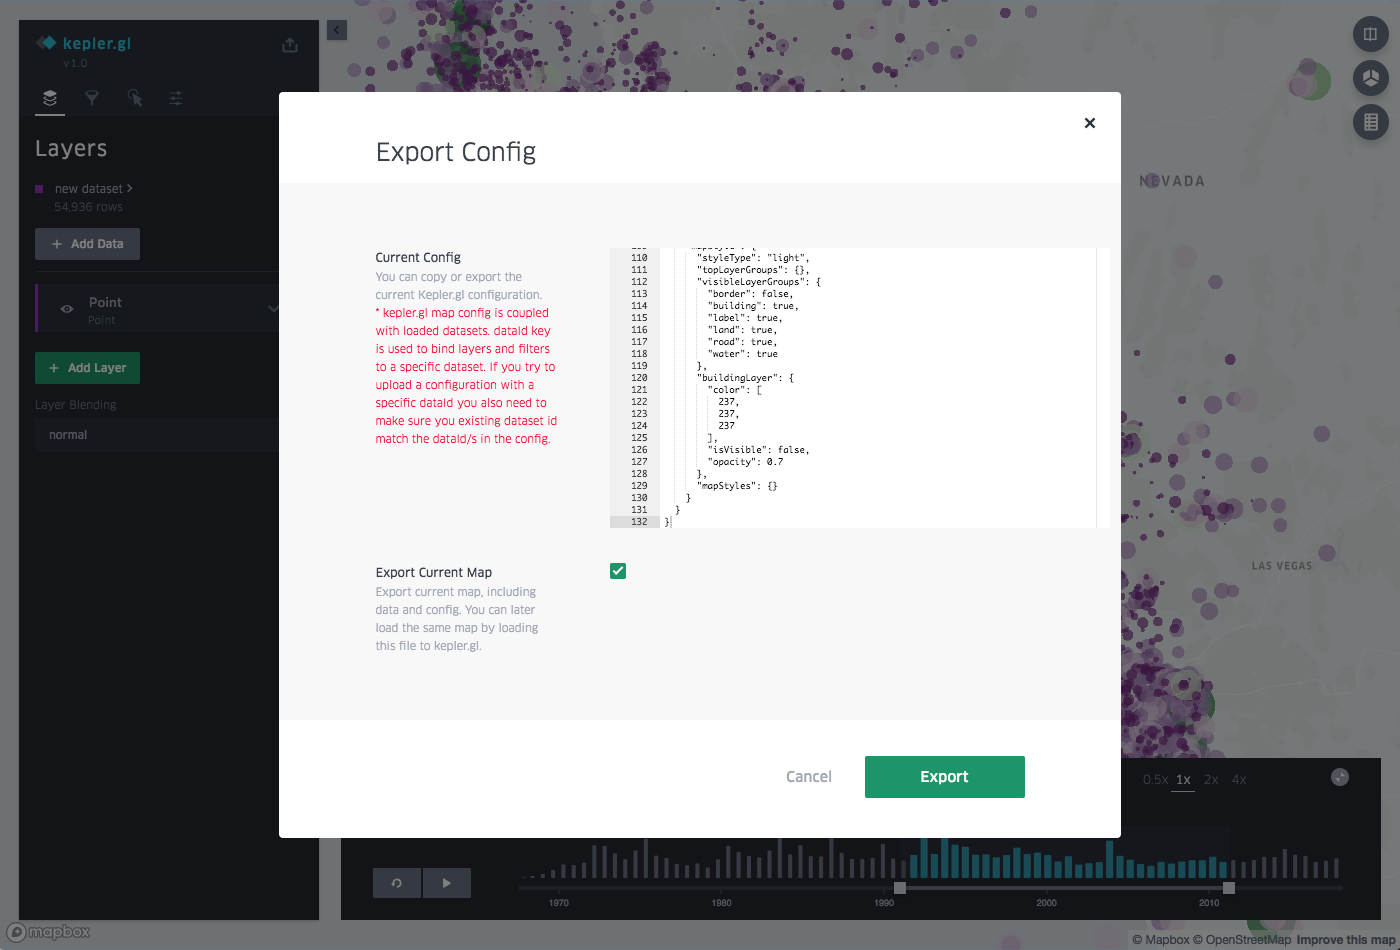 kepler.gl
v1.0
Layers
new dataset
54,936 rows
+ Add Data
Point
Point
+ Add Layer
Layer Blending
normal
Export Config
Current Config
You can copy or export the
current Kepler.gl configuration.
* kepler.gl map config is coupled
with loaded datasets. dataId key
is used to bind layers and filters
to a specific dataset. If you try to
upload a configuration with a
specific dataId you also need to
make sure you existing dataset id
match the dataId/s in the config.
110 "styleType": "light",
111 "topLayerGroups": {},
112 "visibleLayerGroups": {
113 "border": false,
114 "building": true,
115 "label": true,
116 "land": true,
117 "road": true,
118 "water": true
119 },
120 "buildingLayer": {
121 "color": [
122 237,
123 237,
124 237
125 ],
126 "isVisible": false,
127 "opacity": 0.7
128 },
129 "mapStyles": {}
130 }
131 }
132 }
Export Current Map
Export current map, including
data and config. You can later
load the same map by loading
this file to kepler.gl.
Cancel
Export
NEVADA
LAS VEGAS
0.5x 1x 2x 4x
1970 1980 1990 2000 2010
mapbox
© Mapbox © OpenStreetMap Improve this map